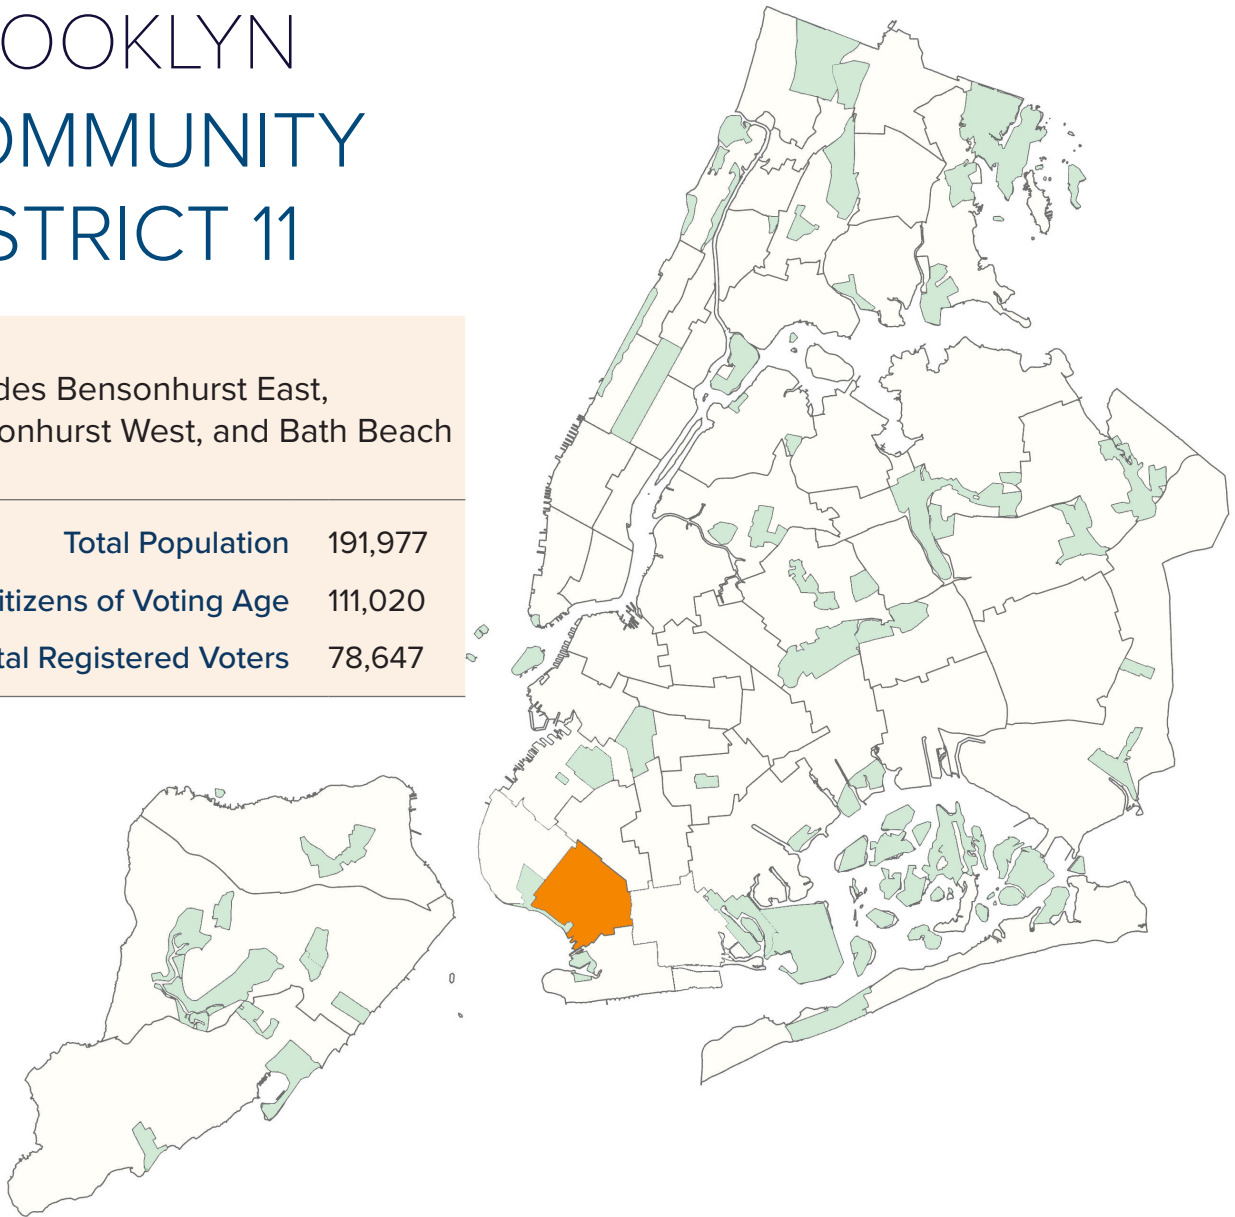 OOKLYN
OMMUNITY
STRICT 11
des Bensonhurst East,
onhurst West, and Bath Beach
Total Population 191,977
itizens of Voting Age 111,020
tal Registered Voters 78,647